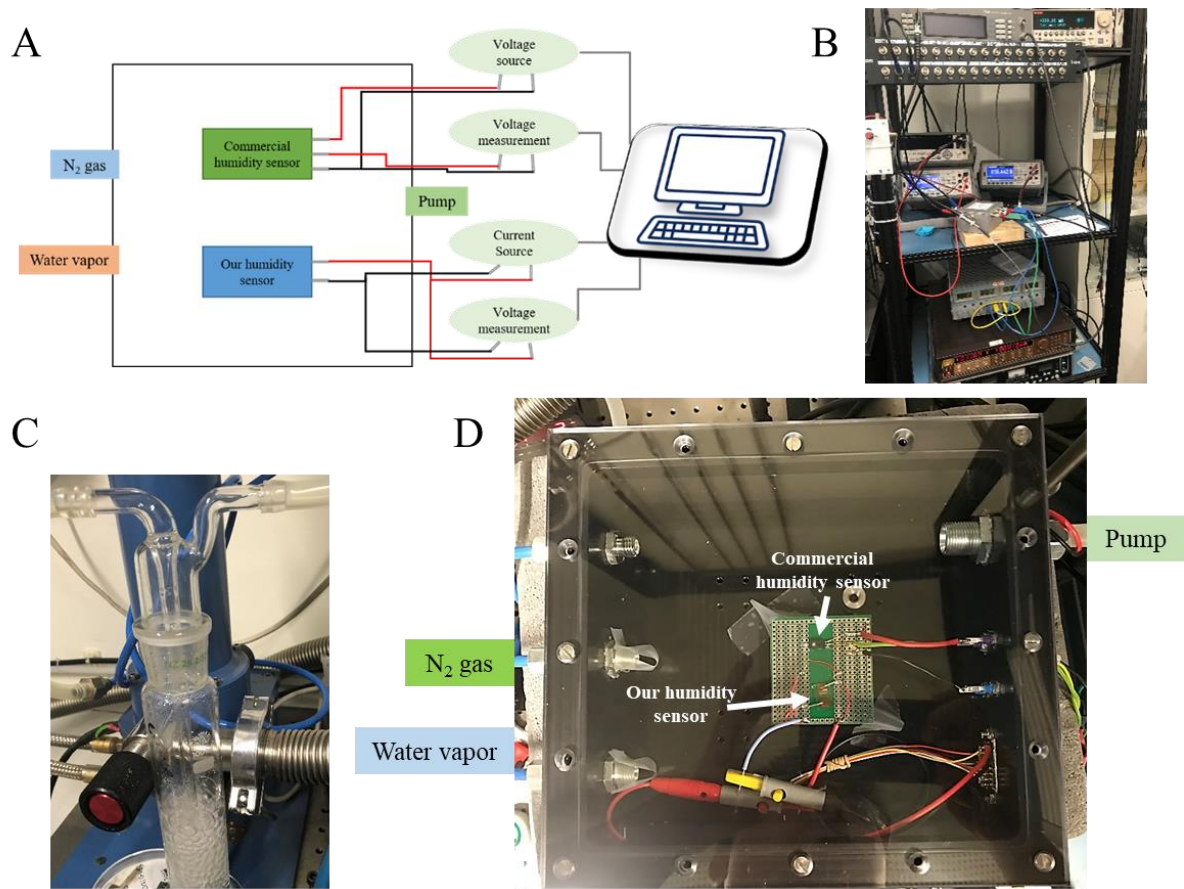 A
Voltage
source
Commercial
humidity sensor
Voltage
measurement
N₂ gas
Pump
Water vapor
Our humidity
sensor
Current
Source
Voltage
measurement
B
C
D
Commercial
humidity sensor
Our humidity
sensor
Pump
N₂ gas
Water vapor